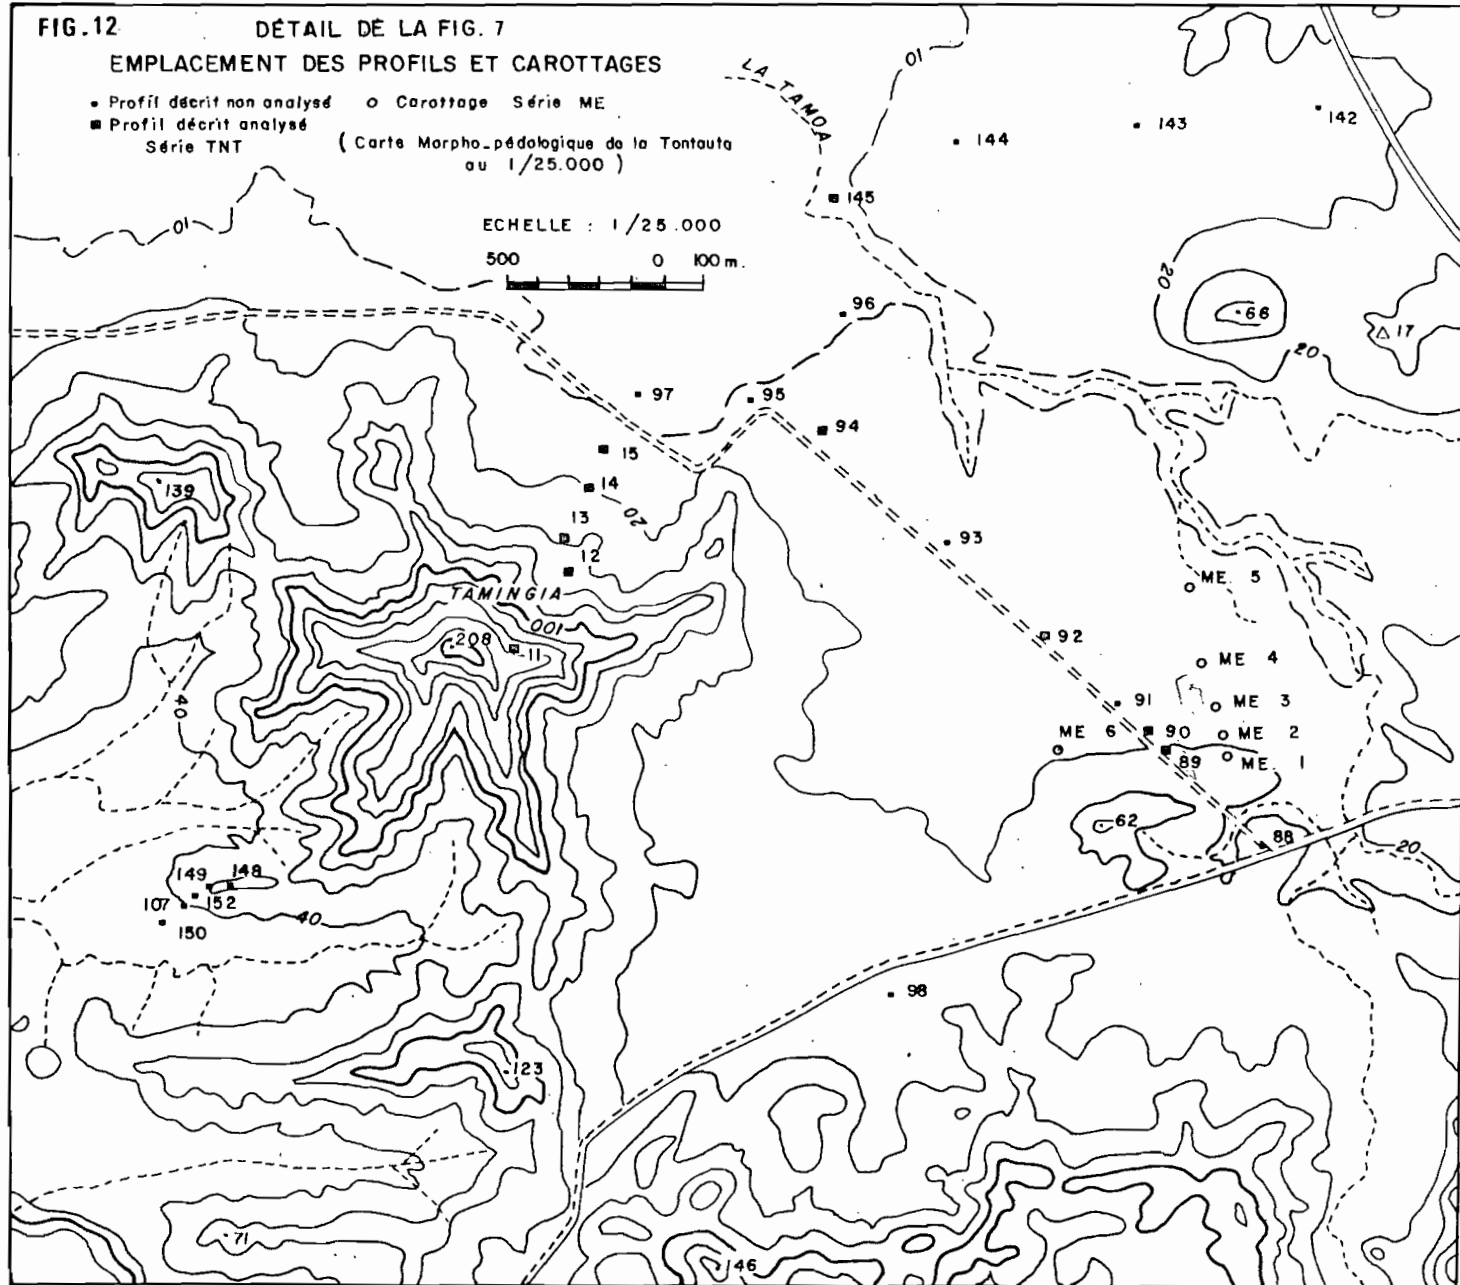 FIG.12 DÉTAIL DE LA FIG. 7
EMPLACEMENT DES PROFILS ET CAROTTAGES
Profil décrit non analysé
Carottage Série ME
Profil décrit analysé
Série TNT
(Carte Morpho-pédologique de la Tontouta
au 1/25.000)
ECHELLE : 1/25.000
500 0 100 m.
LA TAMOA
10
10
142
143
144
145
20
66
17
20
96
97
95
94
15
14
20
13
12
139
93
ME. 5
TAMINGIA
100
208
11
92
ME 4
40
91
ME 3
ME 6
90
ME 2
89
ME. 1
62
88
20
149
148
107
152
150
40
98
123
71
146